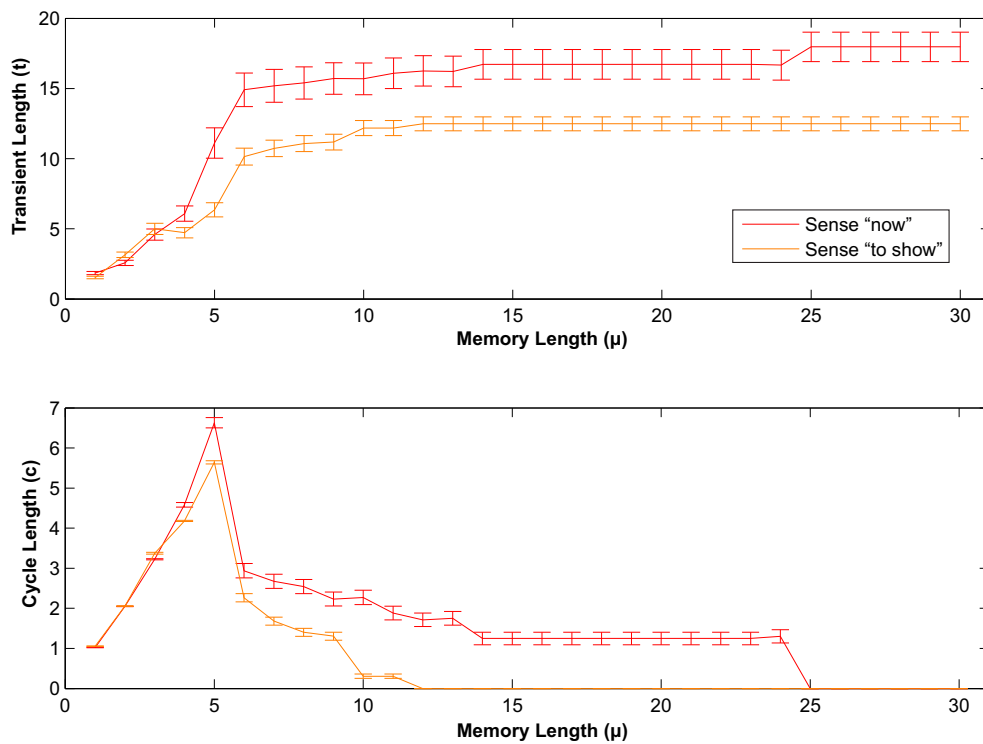 20
15
10
5
0
Transient Length (t)
0 5 10 15 20 25 30
Memory Length (µ)
Sense “now”
Sense “to show”
7
6
5
4
3
2
1
0
Cycle Length (c)
0 5 10 15 20 25 30
Memory Length (µ)